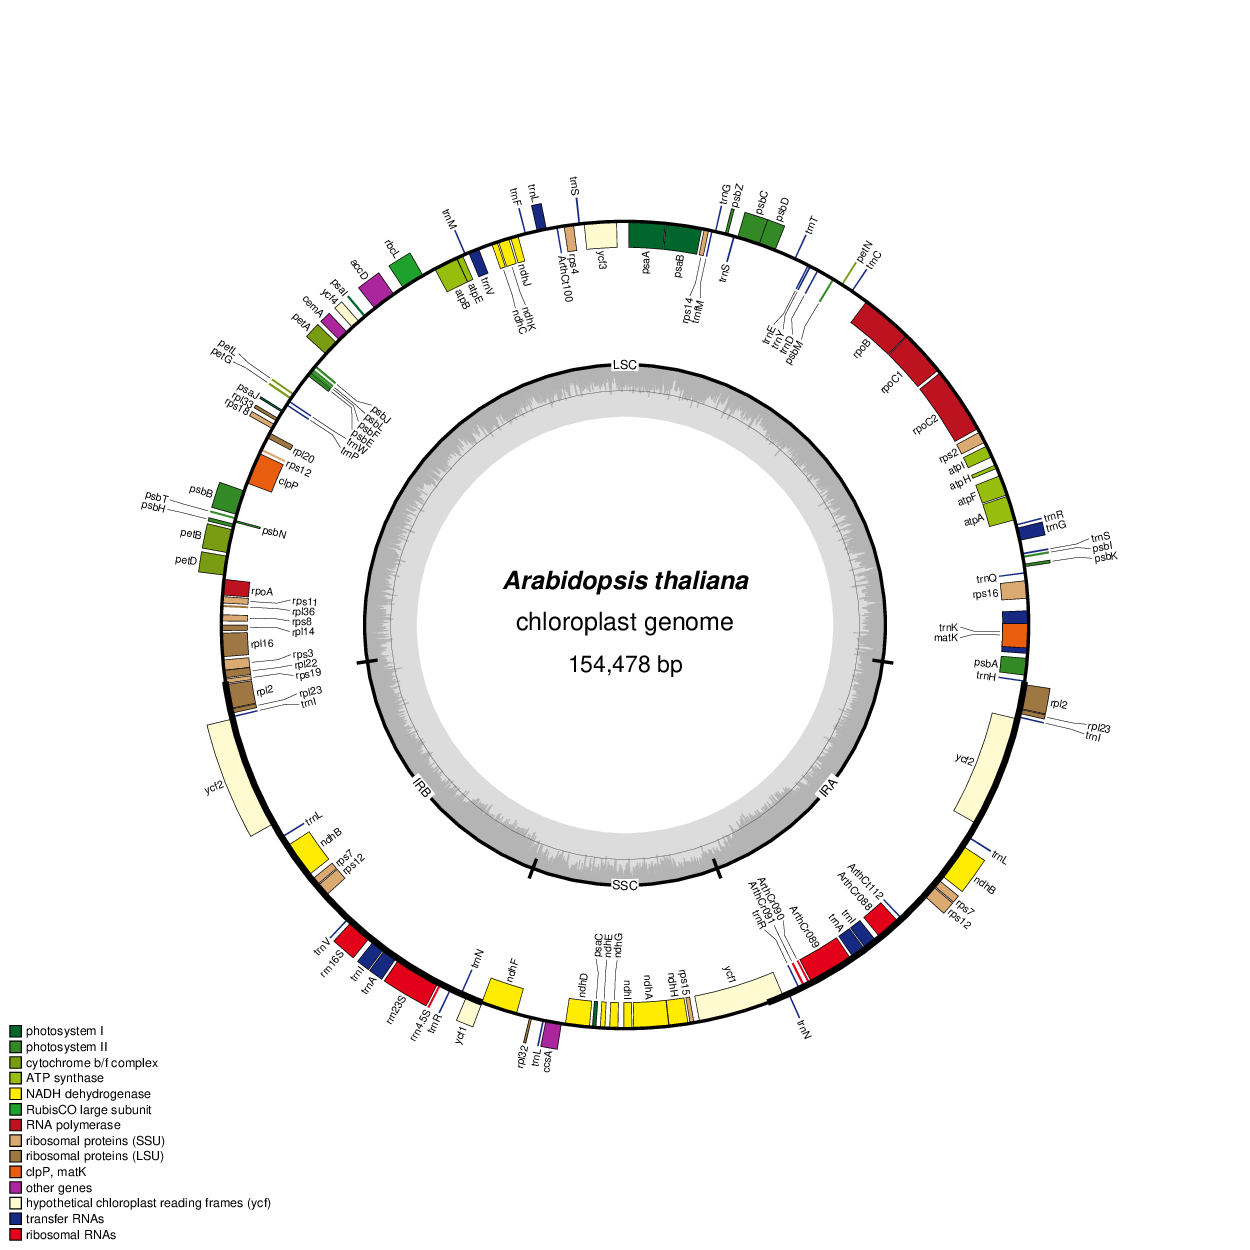 trnS
trnL
trnF
trnM
rbcL
accD
psaI
ycf4
cemA
petA
petL
petG
psaJ
rpl33
rps18
psbB
psbT
psbH
petB
petD
trnG
psbZ
psbC
psbD
trnT
petN
trnC
ycf3
psaA
psaB
rps14
trnfM
trnS
trnE
trnY
trnD
psbM
rpoB
rpoC1
rpoC2
rps2
atpI
atpH
atpF
atpA
trnR
trnG
trnS
psbI
psbK
trnQ
rps16
trnK
matK
psbA
trnH
rps4
ArthCt100
ndhJ
ndhK
ndhC
trnV
atpE
atpB
psbJ
psbL
psbF
psbE
trnW
trnP
rpl20
rps12
clpP
psbN
rpoA
rps11
rpl36
rps8
rpl14
rpl16
rps3
rpl22
rps19
rpl2
rpl23
trnI
LSC
Arabidopsis thaliana
chloroplast genome
154,478 bp
IRB
IRA
SSC
rpl2
rpl23
trnI
ycf2
trnL
ndhB
rps7
rps12
ycf2
trnL
ndhB
rps7
rps12
ArthCt112
ArthCr088
trnI
trnA
ArthCr089
ArthCr090
ArthCr091
trnR
trnN
trnV
rrn16S
trnI
trnA
rrn23S
rrn4.5S
trnR
trnN
ycf1
ndhF
rpl32
trnL
ccsA
ndhD
psaC
ndhE
ndhG
ndhI
ndhA
ndhH
rps15
ycf1
photosystem I
photosystem II
cytochrome b/f complex
ATP synthase
NADH dehydrogenase
RubisCO large subunit
RNA polymerase
ribosomal proteins (SSU)
ribosomal proteins (LSU)
clpP, matK
other genes
hypothetical chloroplast reading frames (ycf)
transfer RNAs
ribosomal RNAs